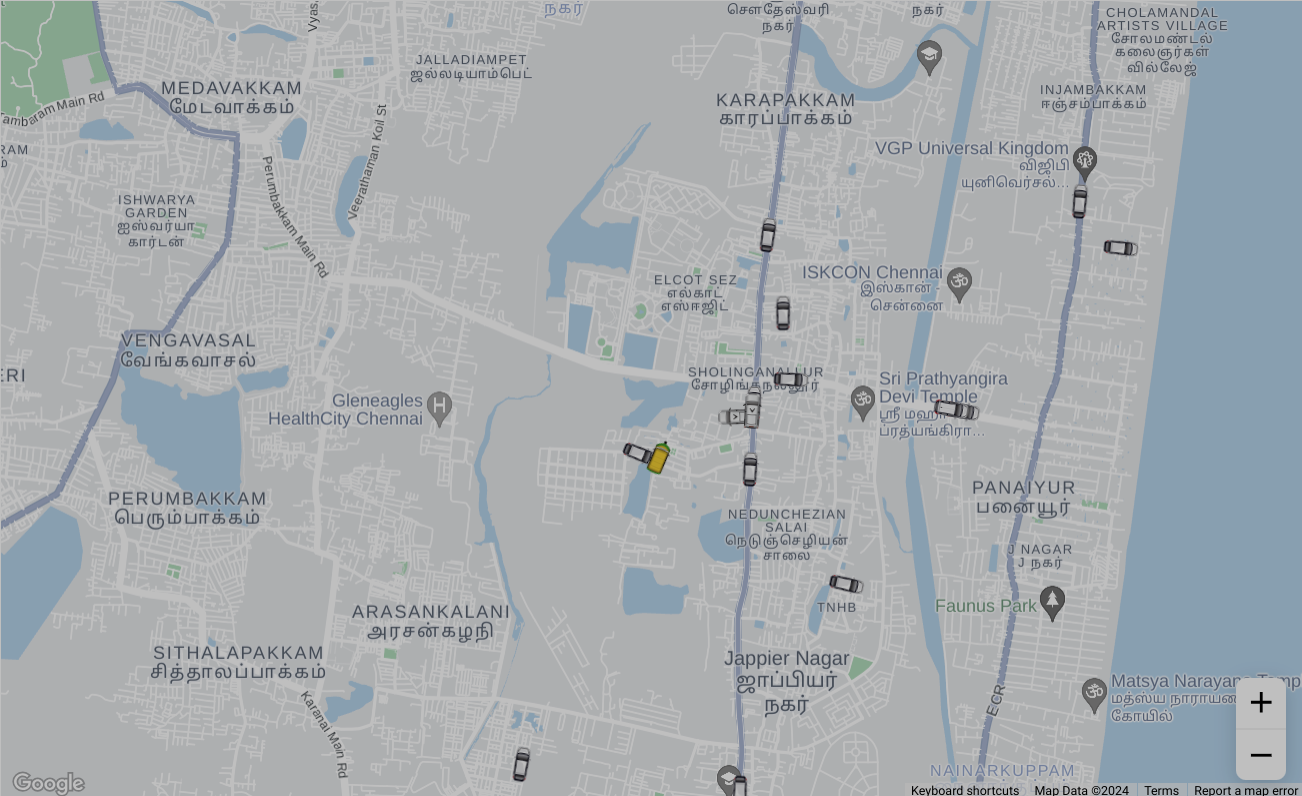 நகர்
சௌதேஸ்வரி
நகர்
நகர்
CHOLAMANDAL
ARTISTS VILLAGE
சோலமண்டல்
கலைஞர்கள்
வில்லேஜ்
Vyas
JALLADIAMPET
ஜல்லடியாம்பெட்
MEDAVAKKAM
மேடவாக்கம்
Tambaram Main Rd
KARAPAKKAM
காரப்பாக்கம்
INJAMBAKKAM
ஈஞ்சம்பாக்கம்
VGP Universal Kingdom
விஜிபி
யுனிவெர்சல்...
RAM
ISHWARYA
GARDEN
ஐஸ்வர்யா
கார்டன்
Perumbakkam Main Rd
Veerathaman Koil St
ELCOT SEZ
எல்காட்
எஸ்ஈஜிட்
ISKCON Chennai
இஸ்கான் -
சென்னை
VENGAVASAL
வேங்கவாசல்
ERI
SHOLINGANALLUR
Gleneagles
HealthCity Chennai
Sri Prathyangira
Devi Temple
ஸ்ரீ மஹா
ப்ரத்யங்கிரா...
PERUMBAKKAM
பெரும்பாக்கம்
PANAIYUR
பனையூர்
NEDUNCHEZIAN
SALAI
நெடுஞ்செழியன்
சாலை
J NAGAR
J நகர்
ARASANKALANI
அரசன்கழநி
TNHB
Faunus Park
SITHALAPAKKAM
சித்தாலப்பாக்கம்
Jappier Nagar
ஜாப்பியர்
நகர்
Karanai Main Rd
ECR
Matsya Narayana Temp
மத்ஸ்ய நாராயண
கோயில்
NAINARKUPPAM
Google
Keyboard shortcuts
Map Data ©2024
Terms
Report a map error